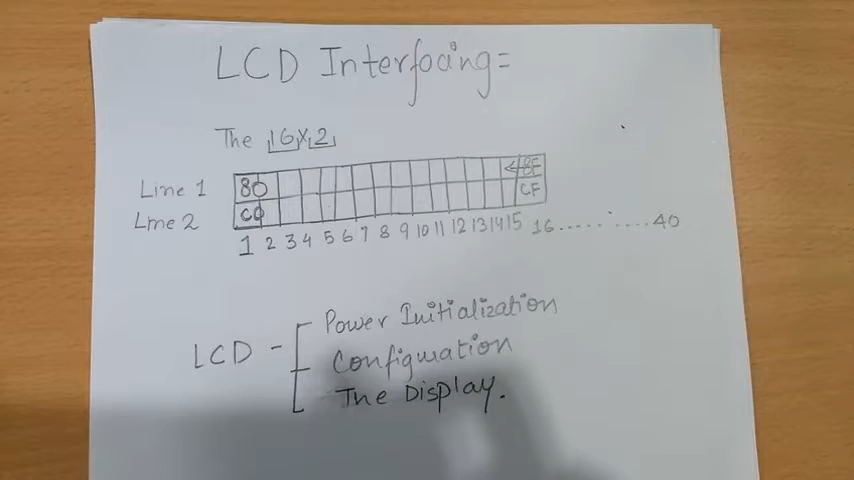 LCD Interfacing=
The 16x2
Line 1 80 8F
Line 2 C0 CF
1 2 3 4 5 6 7 8 9 10 11 12 13 14 15 16.........40
LCD - Power Initialization
Configuration
The Display.